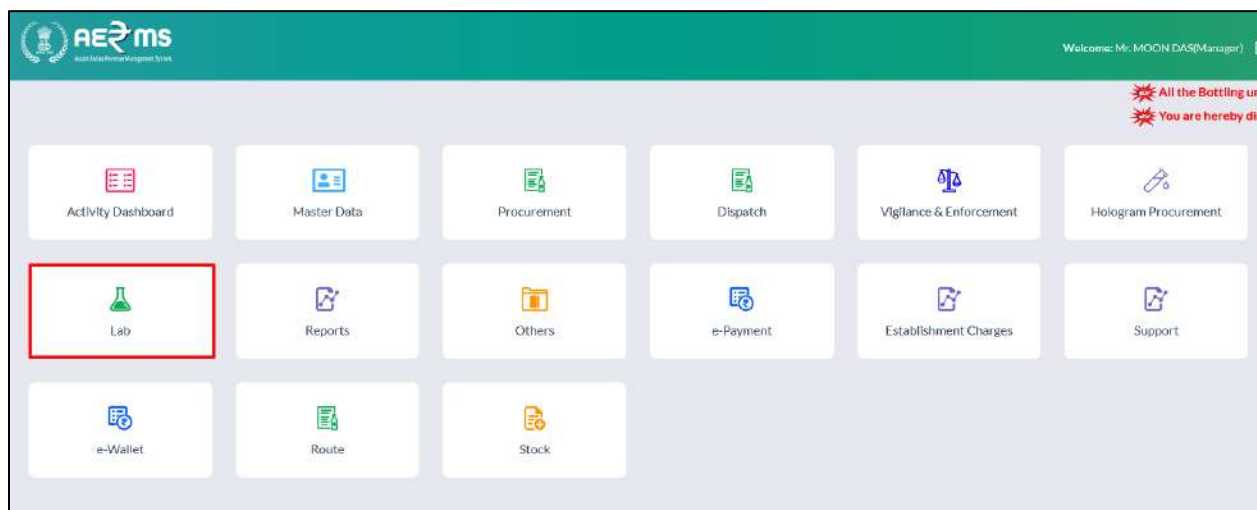 AE₹MS
Welcome: Mr. MOON DAS(Manager)
All the Bottling un
You are hereby di
Activity Dashboard
Master Data
Procurement
Dispatch
Vigilance & Enforcement
Hologram Procurement
Lab
Reports
Others
e-Payment
Establishment Charges
Support
e-Wallet
Route
Stock